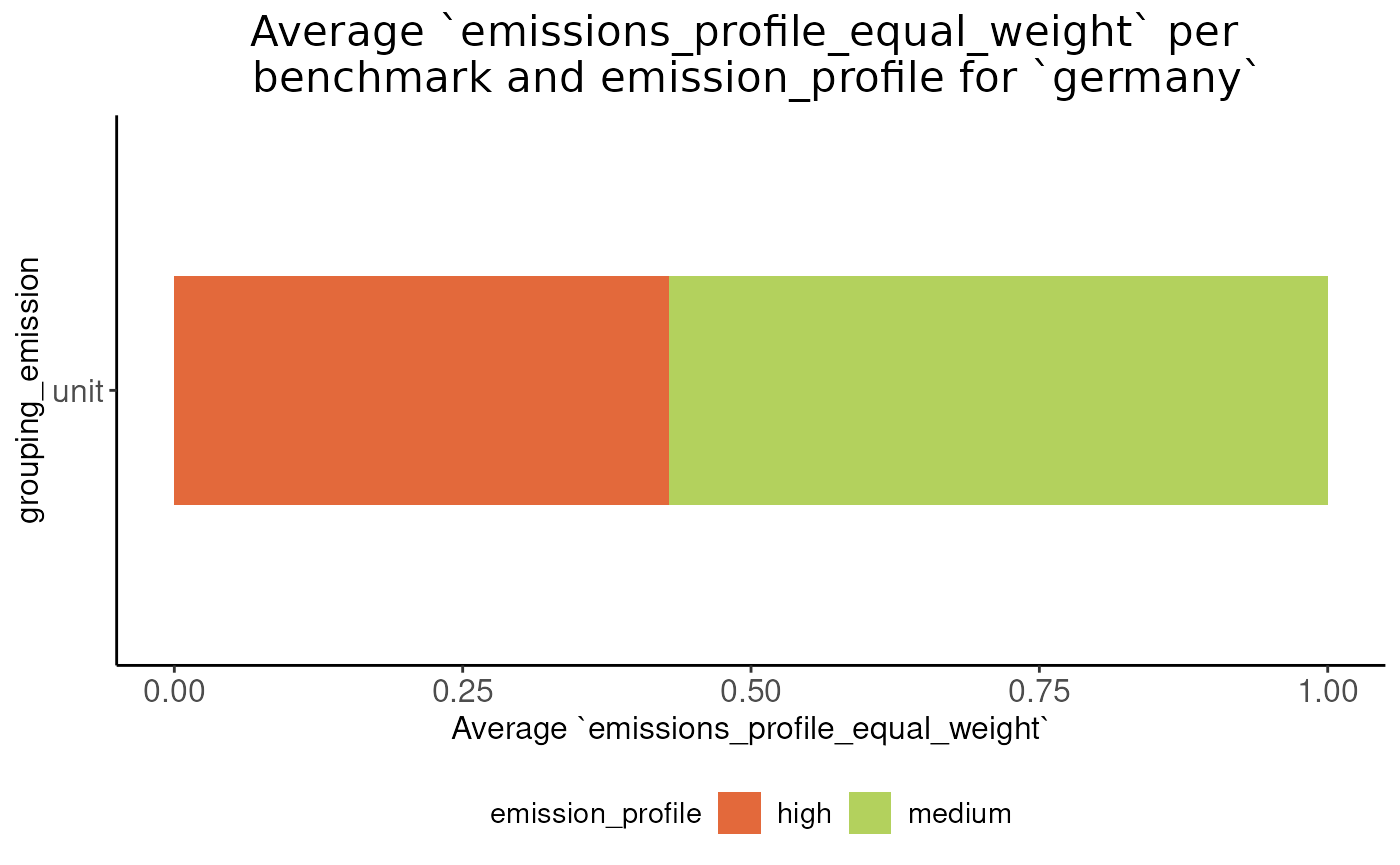 Average `emissions_profile_equal_weight` per
benchmark and emission_profile for `germany`
grouping_emission
unit
0.00 0.25 0.50 0.75 1.00
Average `emissions_profile_equal_weight`
emission_profile high medium